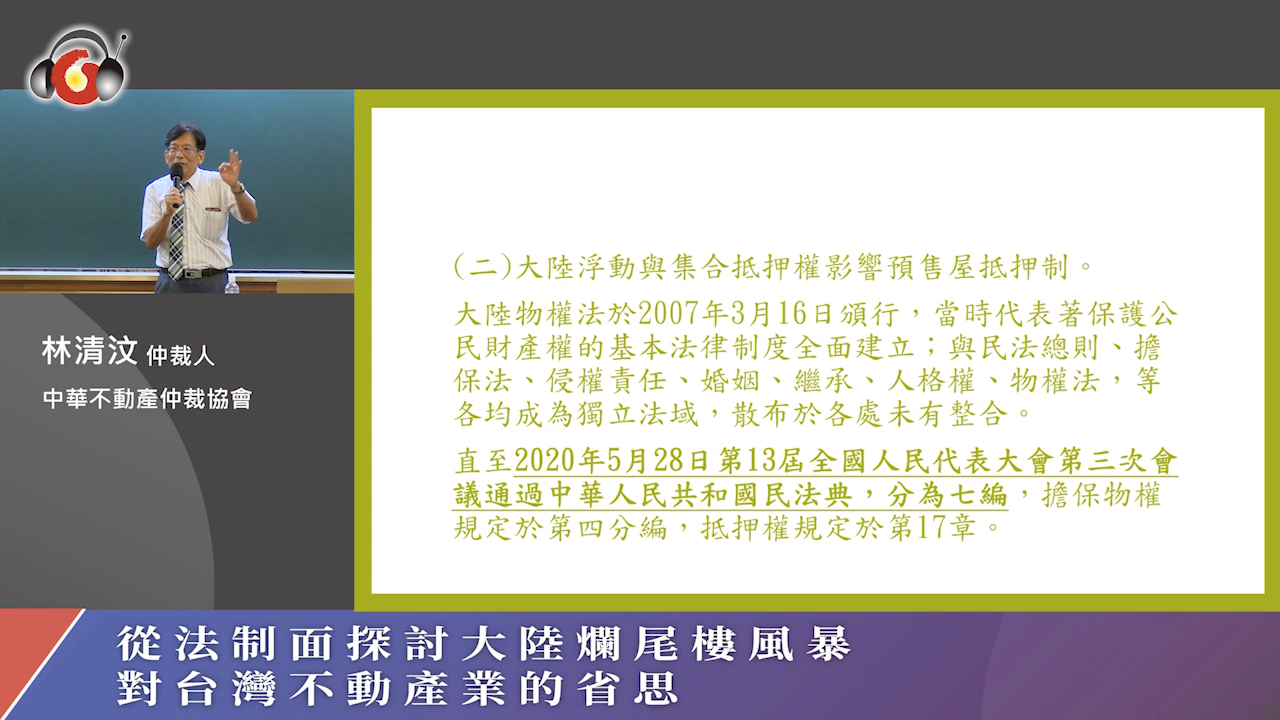 林清汶 仲裁人
中華不動產仲裁協會
(二)大陸浮動與集合抵押權影響預售屋抵押制。
大陸物權法於2007年3月16日頒行，當時代表著保護公
民財產權的基本法律制度全面建立；與民法總則、擔
保法、侵權責任、婚姻、繼承、人格權、物權法，等
各均成為獨立法域，散布於各處未有整合。
直至2020年5月28日第13屆全國人民代表大會第三次會
議通過中華人民共和國民法典，分為七編，擔保物權
規定於第四分編，抵押權規定於第17章。
從法制面探討大陸爛尾樓風暴
對台灣不動產業的省思